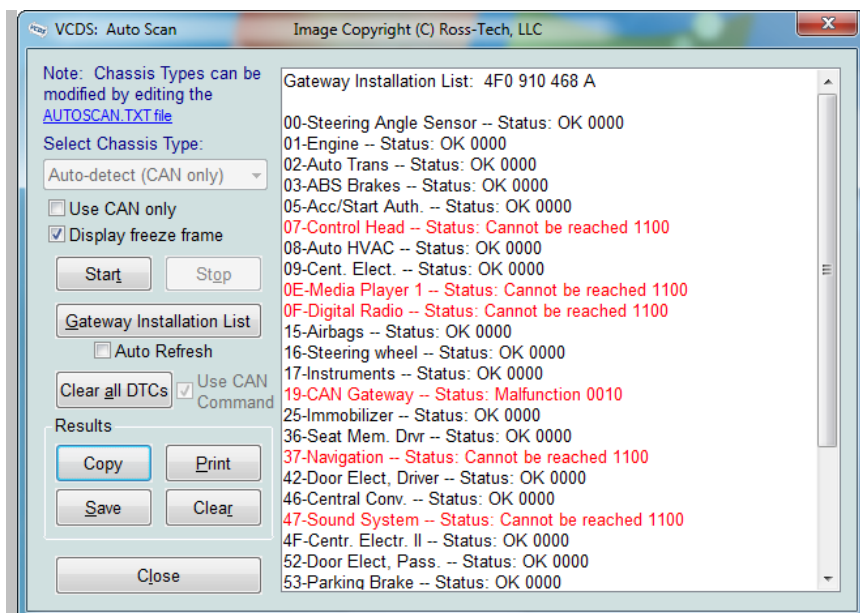 VCDS: Auto Scan
Image Copyright (C) Ross-Tech, LLC
Note: Chassis Types can be
modified by editing the
AUTOSCAN.TXT file
Select Chassis Type:
Auto-detect (CAN only)
Use CAN only
Display freeze frame
Start
Stop
Gateway Installation List
Auto Refresh
Clear all DTCs
Use CAN
Command
Results
Copy
Print
Save
Clear
Close
Gateway Installation List: 4F0 910 468 A
00-Steering Angle Sensor -- Status: OK 0000
01-Engine -- Status: OK 0000
02-Auto Trans -- Status: OK 0000
03-ABS Brakes -- Status: OK 0000
05-Acc/Start Auth. -- Status: OK 0000
07-Control Head -- Status: Cannot be reached 1100
08-Auto HVAC -- Status: OK 0000
09-Cent. Elect. -- Status: OK 0000
0E-Media Player 1 -- Status: Cannot be reached 1100
0F-Digital Radio -- Status: Cannot be reached 1100
15-Airbags -- Status: OK 0000
16-Steering wheel -- Status: OK 0000
17-Instruments -- Status: OK 0000
19-CAN Gateway -- Status: Malfunction 0010
25-Immobilizer -- Status: OK 0000
36-Seat Mem. Drvr -- Status: OK 0000
37-Navigation -- Status: Cannot be reached 1100
42-Door Elect, Driver -- Status: OK 0000
46-Central Conv. -- Status: OK 0000
47-Sound System -- Status: Cannot be reached 1100
4F-Centr. Electr. II -- Status: OK 0000
52-Door Elect, Pass. -- Status: OK 0000
53-Parking Brake -- Status: OK 0000